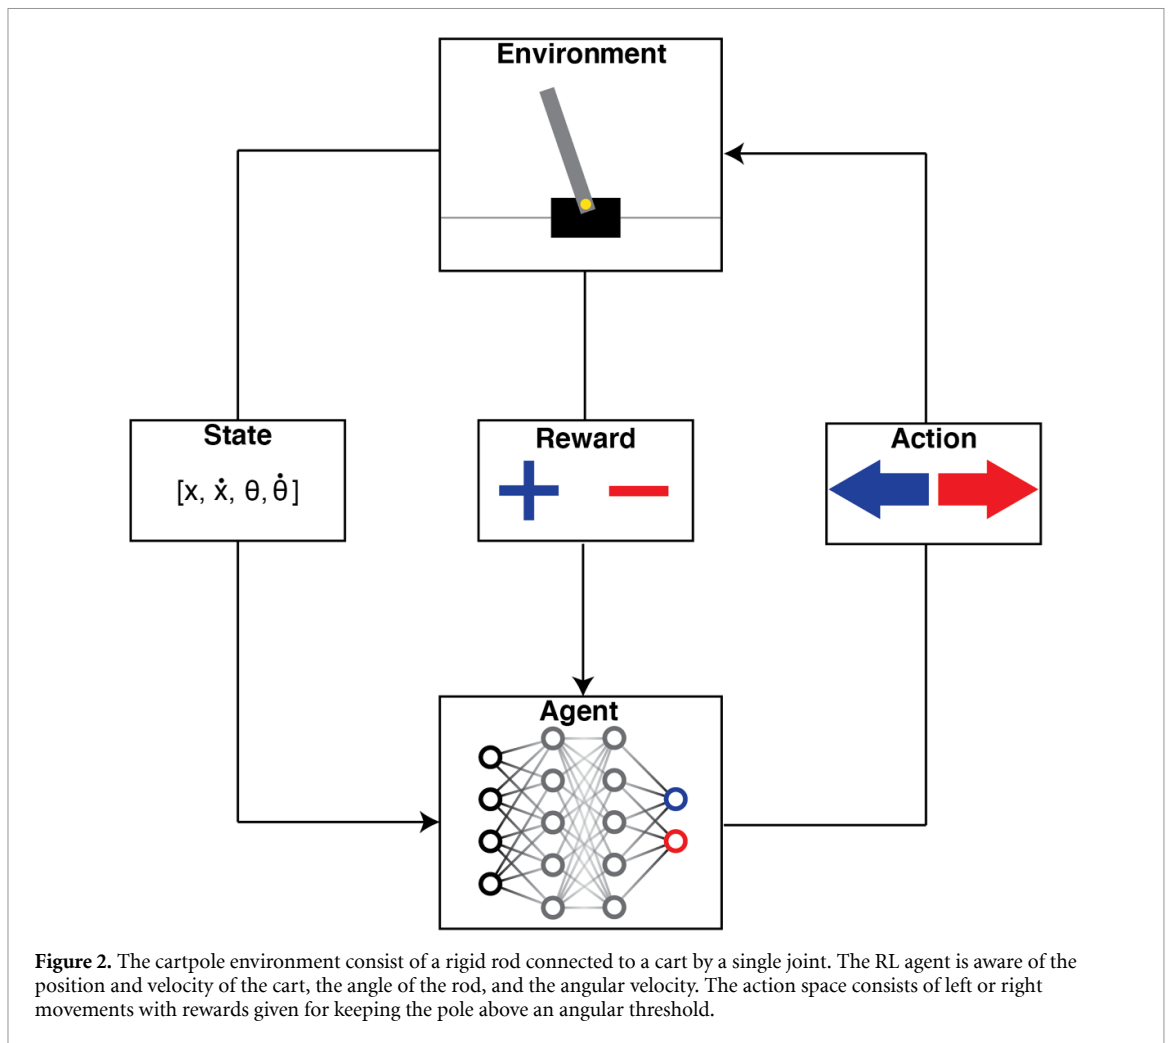 Environment
State
[x, ẋ, θ, θ̇]
Reward
Action
Agent
Figure 2. The cartpole environment consist of a rigid rod connected to a cart by a single joint. The RL agent is aware of the
position and velocity of the cart, the angle of the rod, and the angular velocity. The action space consists of left or right
movements with rewards given for keeping the pole above an angular threshold.